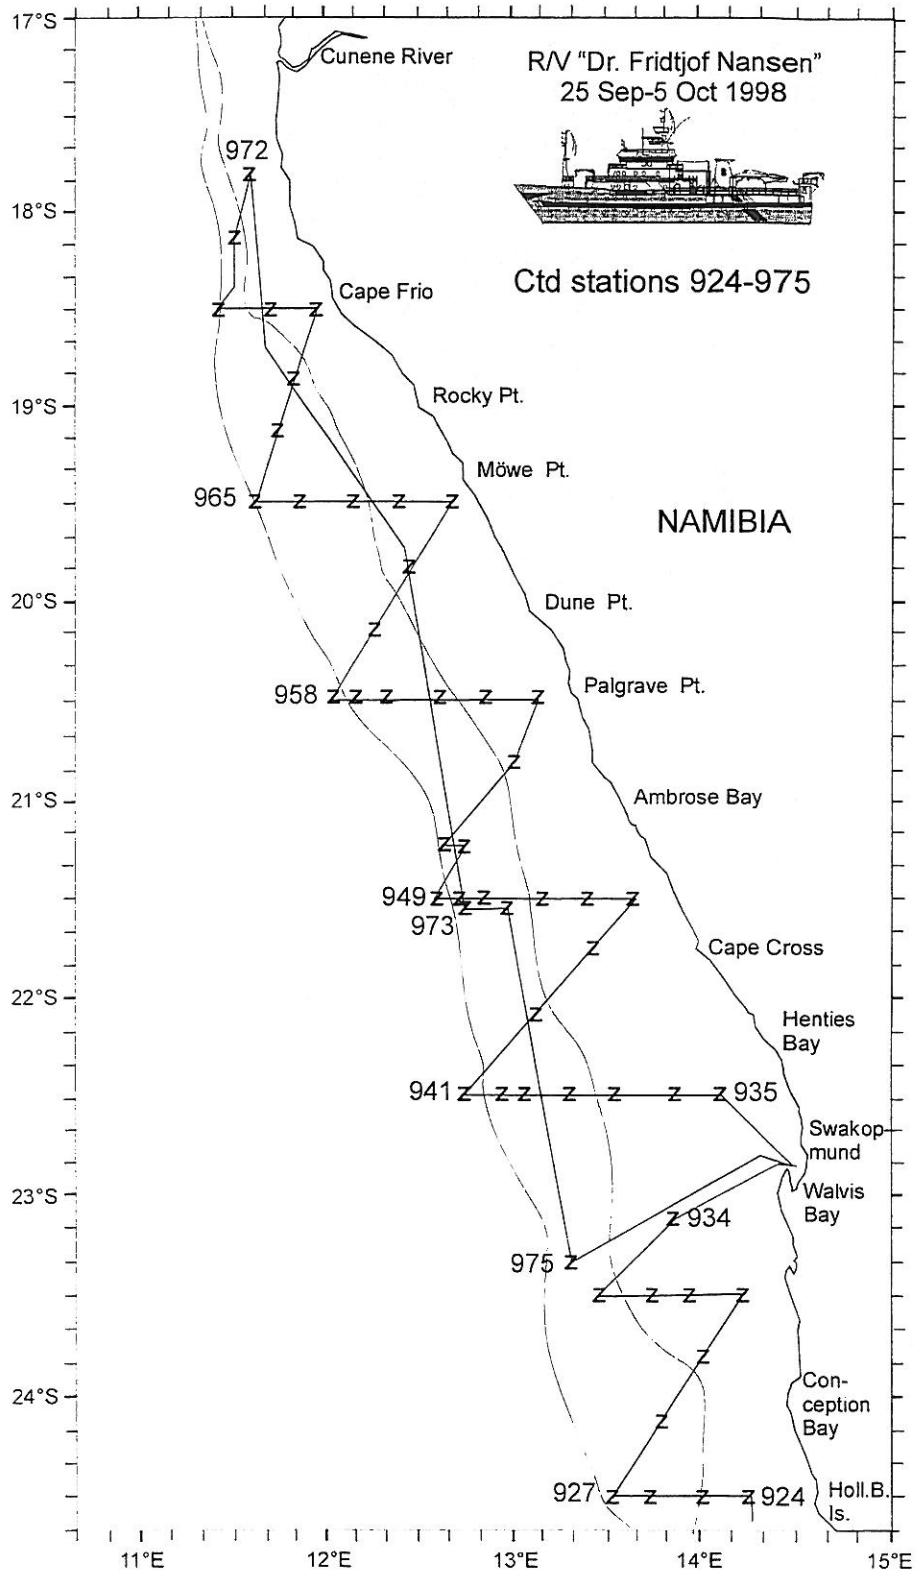 17°S
Cunene River
R/V "Dr. Fridtjof Nansen"
25 Sep-5 Oct 1998
972
18°S
Ctd stations 924-975
Cape Frio
19°S
Rocky Pt.
Möwe Pt.
965
NAMIBIA
20°S
Dune Pt.
Palgrave Pt.
958
21°S
Ambrose Bay
949
973
Cape Cross
22°S
Henties
Bay
941
935
Swakop-
mund
23°S
Walvis
Bay
934
975
24°S
Con-
ception
Bay
927
924
Holl.B.
Is.
11°E
12°E
13°E
14°E
15°E
Z Z Z Z Z Z Z Z Z Z Z Z Z Z Z Z Z Z Z Z Z Z Z Z Z Z Z Z Z Z Z Z Z Z Z Z Z Z Z Z Z Z Z Z Z Z Z Z Z Z Z Z